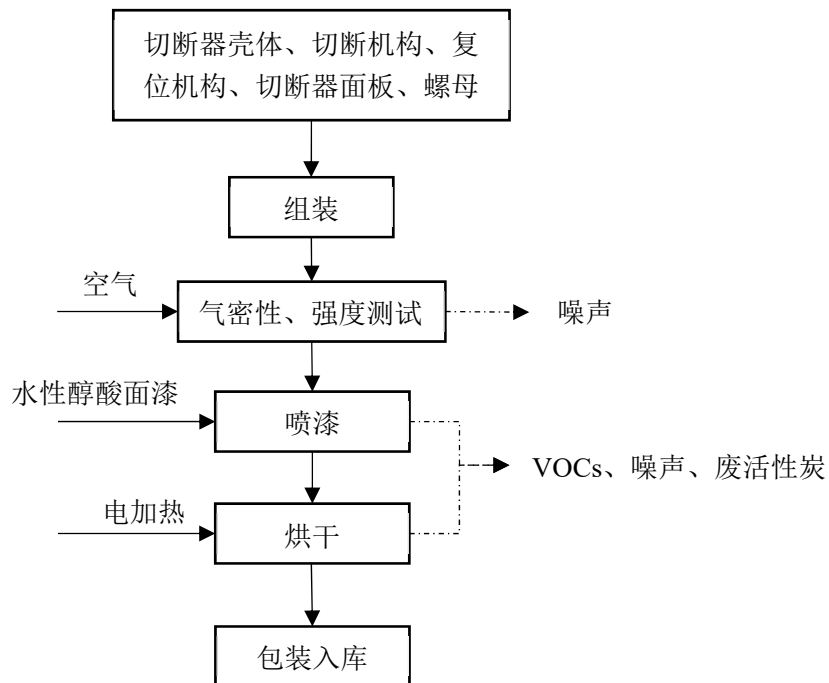 切断器壳体、切断机构、复
位机构、切断器面板、螺母
组装
空气
气密性、强度测试
噪声
水性醇酸面漆
喷漆
VOCs、噪声、废活性炭
电加热
烘干
包装入库